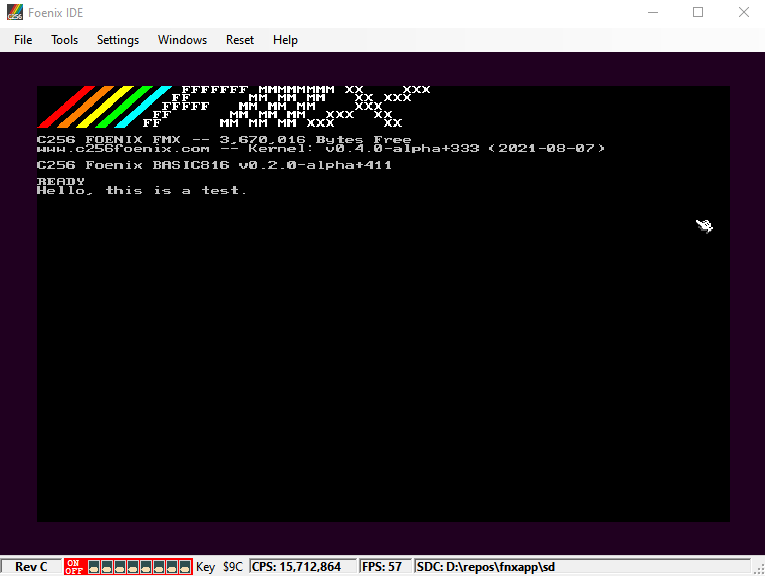 Foenix IDE
File Tools Settings Windows Reset Help
FFFFFFF MMMMMMMM XX XXX
FF MM MM MM XX XXX
FFFFF MM MM MM XXX
FF MM MM MM XXX XX
FF MM MM MM XXX XX
C256 FOENIX FMX -- 3,670,016 Bytes Free
www.c256foenix.com -- Kernel: v0.4.0-alpha+333 (2021-08-07)
C256 Foenix BASIC816 v0.2.0-alpha+411
READY
Hello, this is a test.
Rev C ON OFF Key $9C CPS: 15,712,864 FPS: 57 SDC: D:\repos\fnxapp\sd